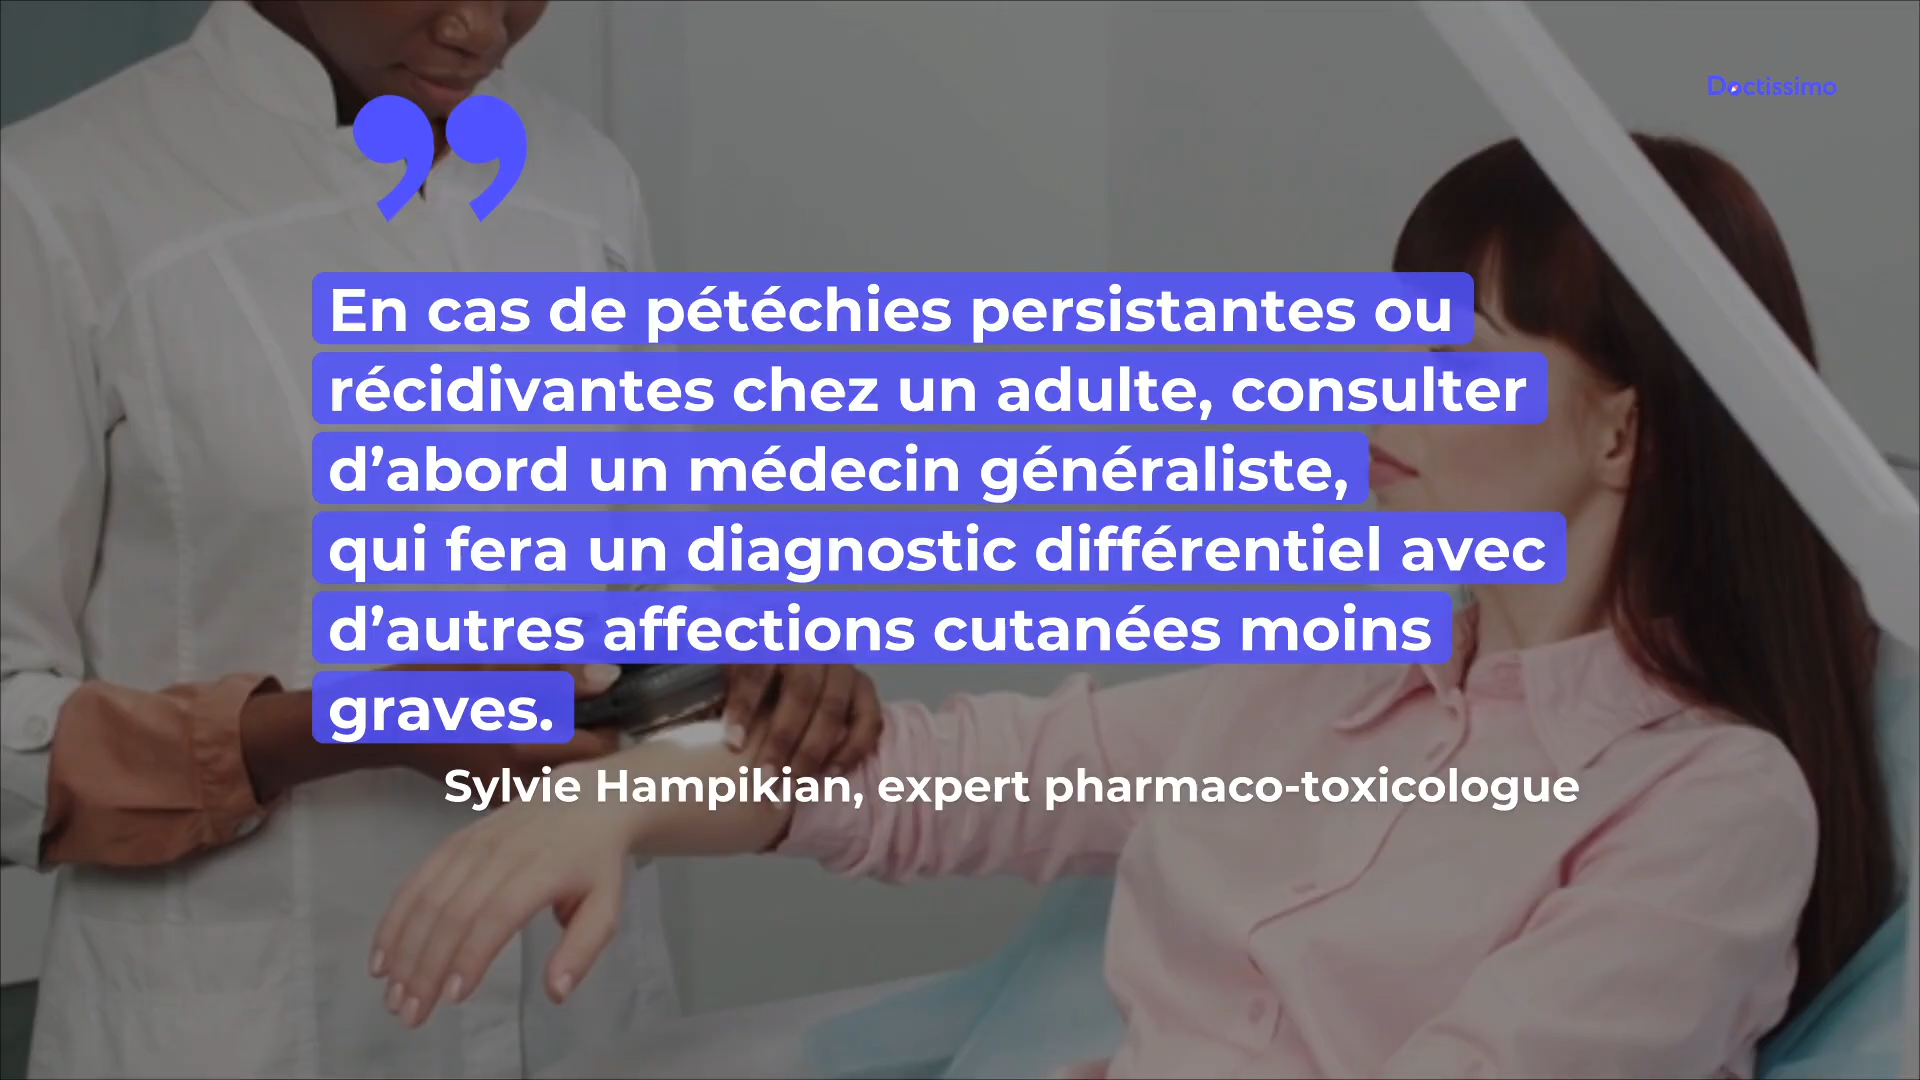 Doctissimo
”
En cas de pétéchies persistantes ou
récidivantes chez un adulte, consulter
d’abord un médecin généraliste,
qui fera un diagnostic différentiel avec
d’autres affections cutanées moins
graves.
Sylvie Hampikian, expert pharmaco-toxicologue